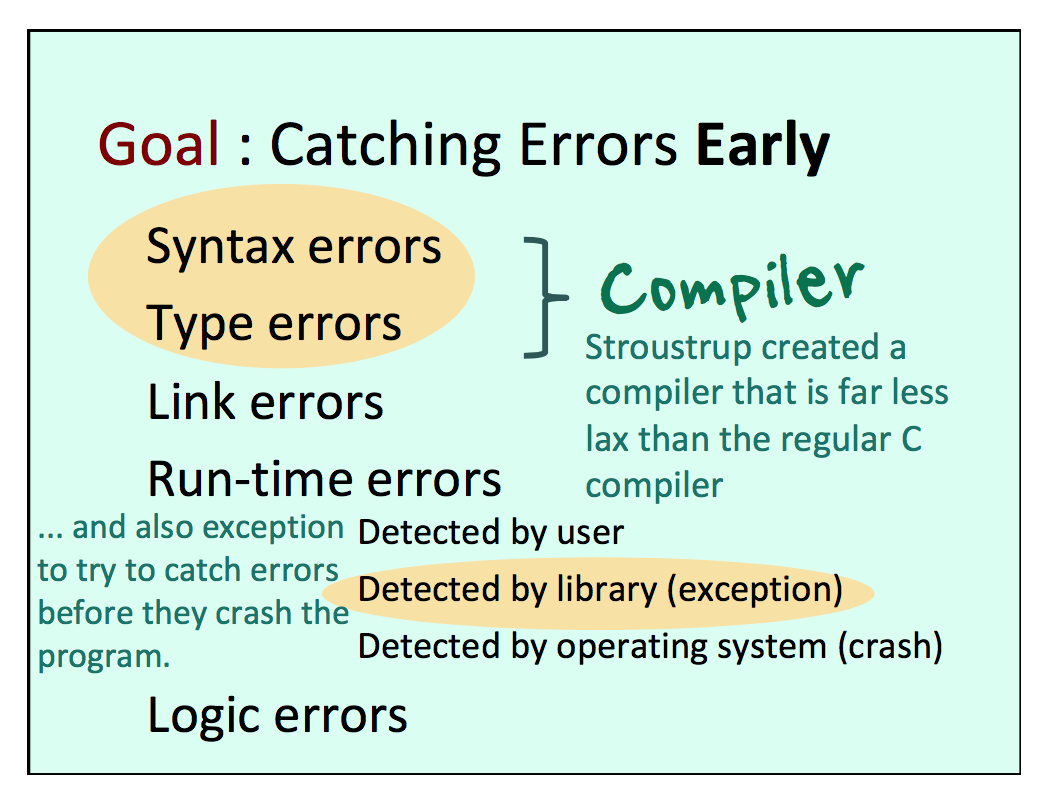 Goal : Catching Errors Early
Syntax errors
Type errors
Compiler
Stroustrup created a
compiler that is far less
lax than the regular C
compiler
Link errors
Run-time errors
... and also exception
to try to catch errors
before they crash the
program.
Detected by user
Detected by library (exception)
Detected by operating system (crash)
Logic errors